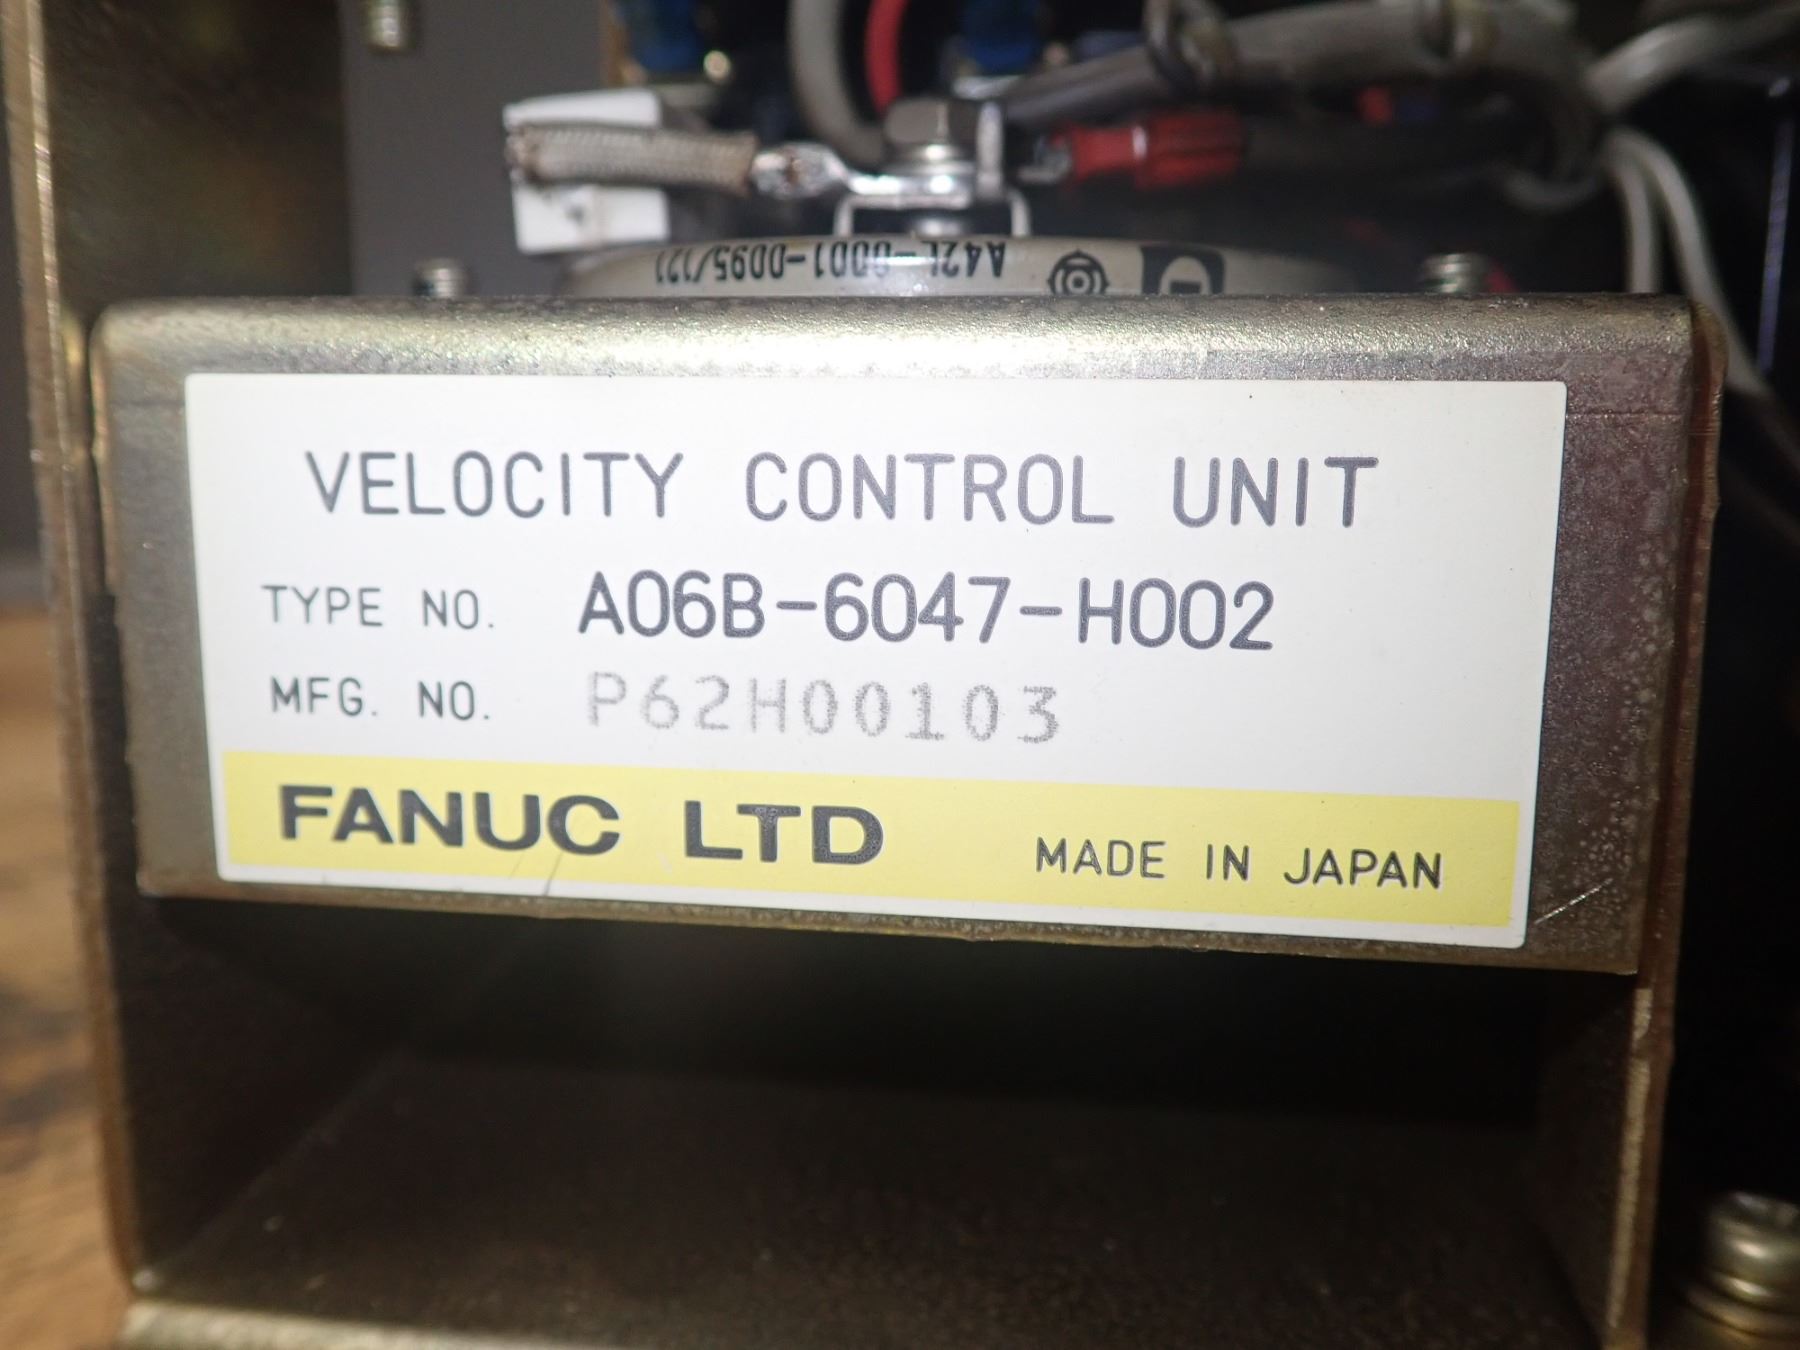 A42L-0001-0095/121
VELOCITY CONTROL UNIT
TYPE NO. A06B-6047-H002
MFG. NO. P62H00103
FANUC LTD MADE IN JAPAN